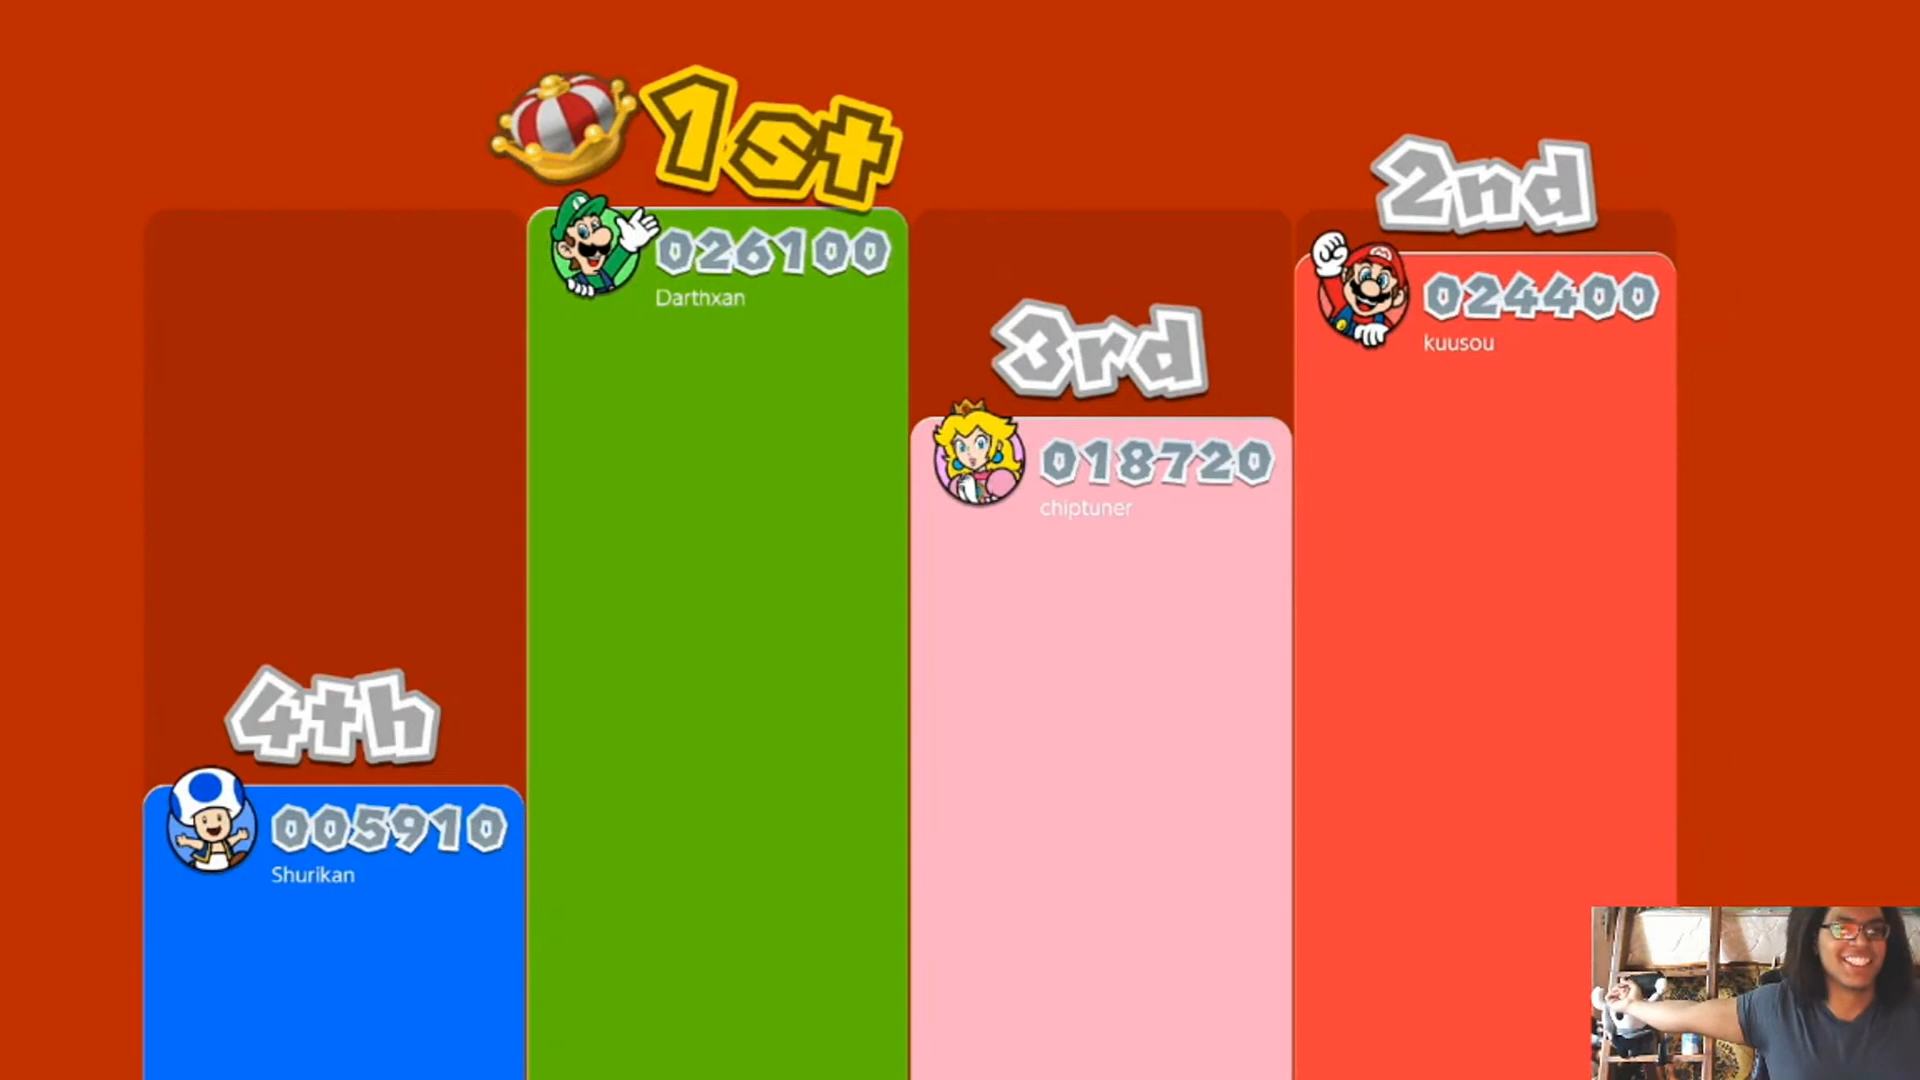 1st
026100
Darthxan
2nd
024400
kuusou
3rd
018720
chiptuner
4th
005910
Shurikan